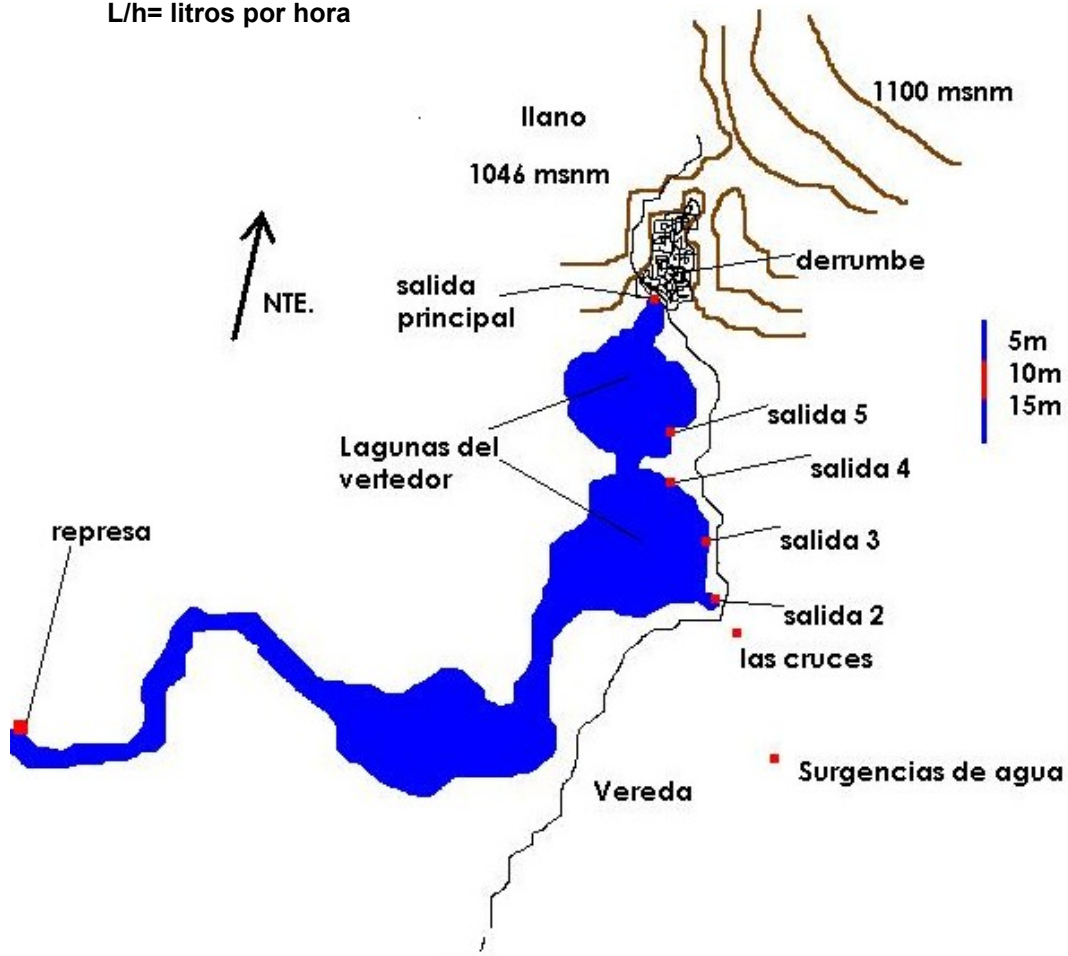 L/h= litros por hora
1100 msnm
llano
1046 msnm
derrumbe
salida
principal
NTE.
5m
10m
15m
salida 5
Lagunas del
vertedor
salida 4
represa
salida 3
salida 2
las cruces
Surgencias de agua
Vereda